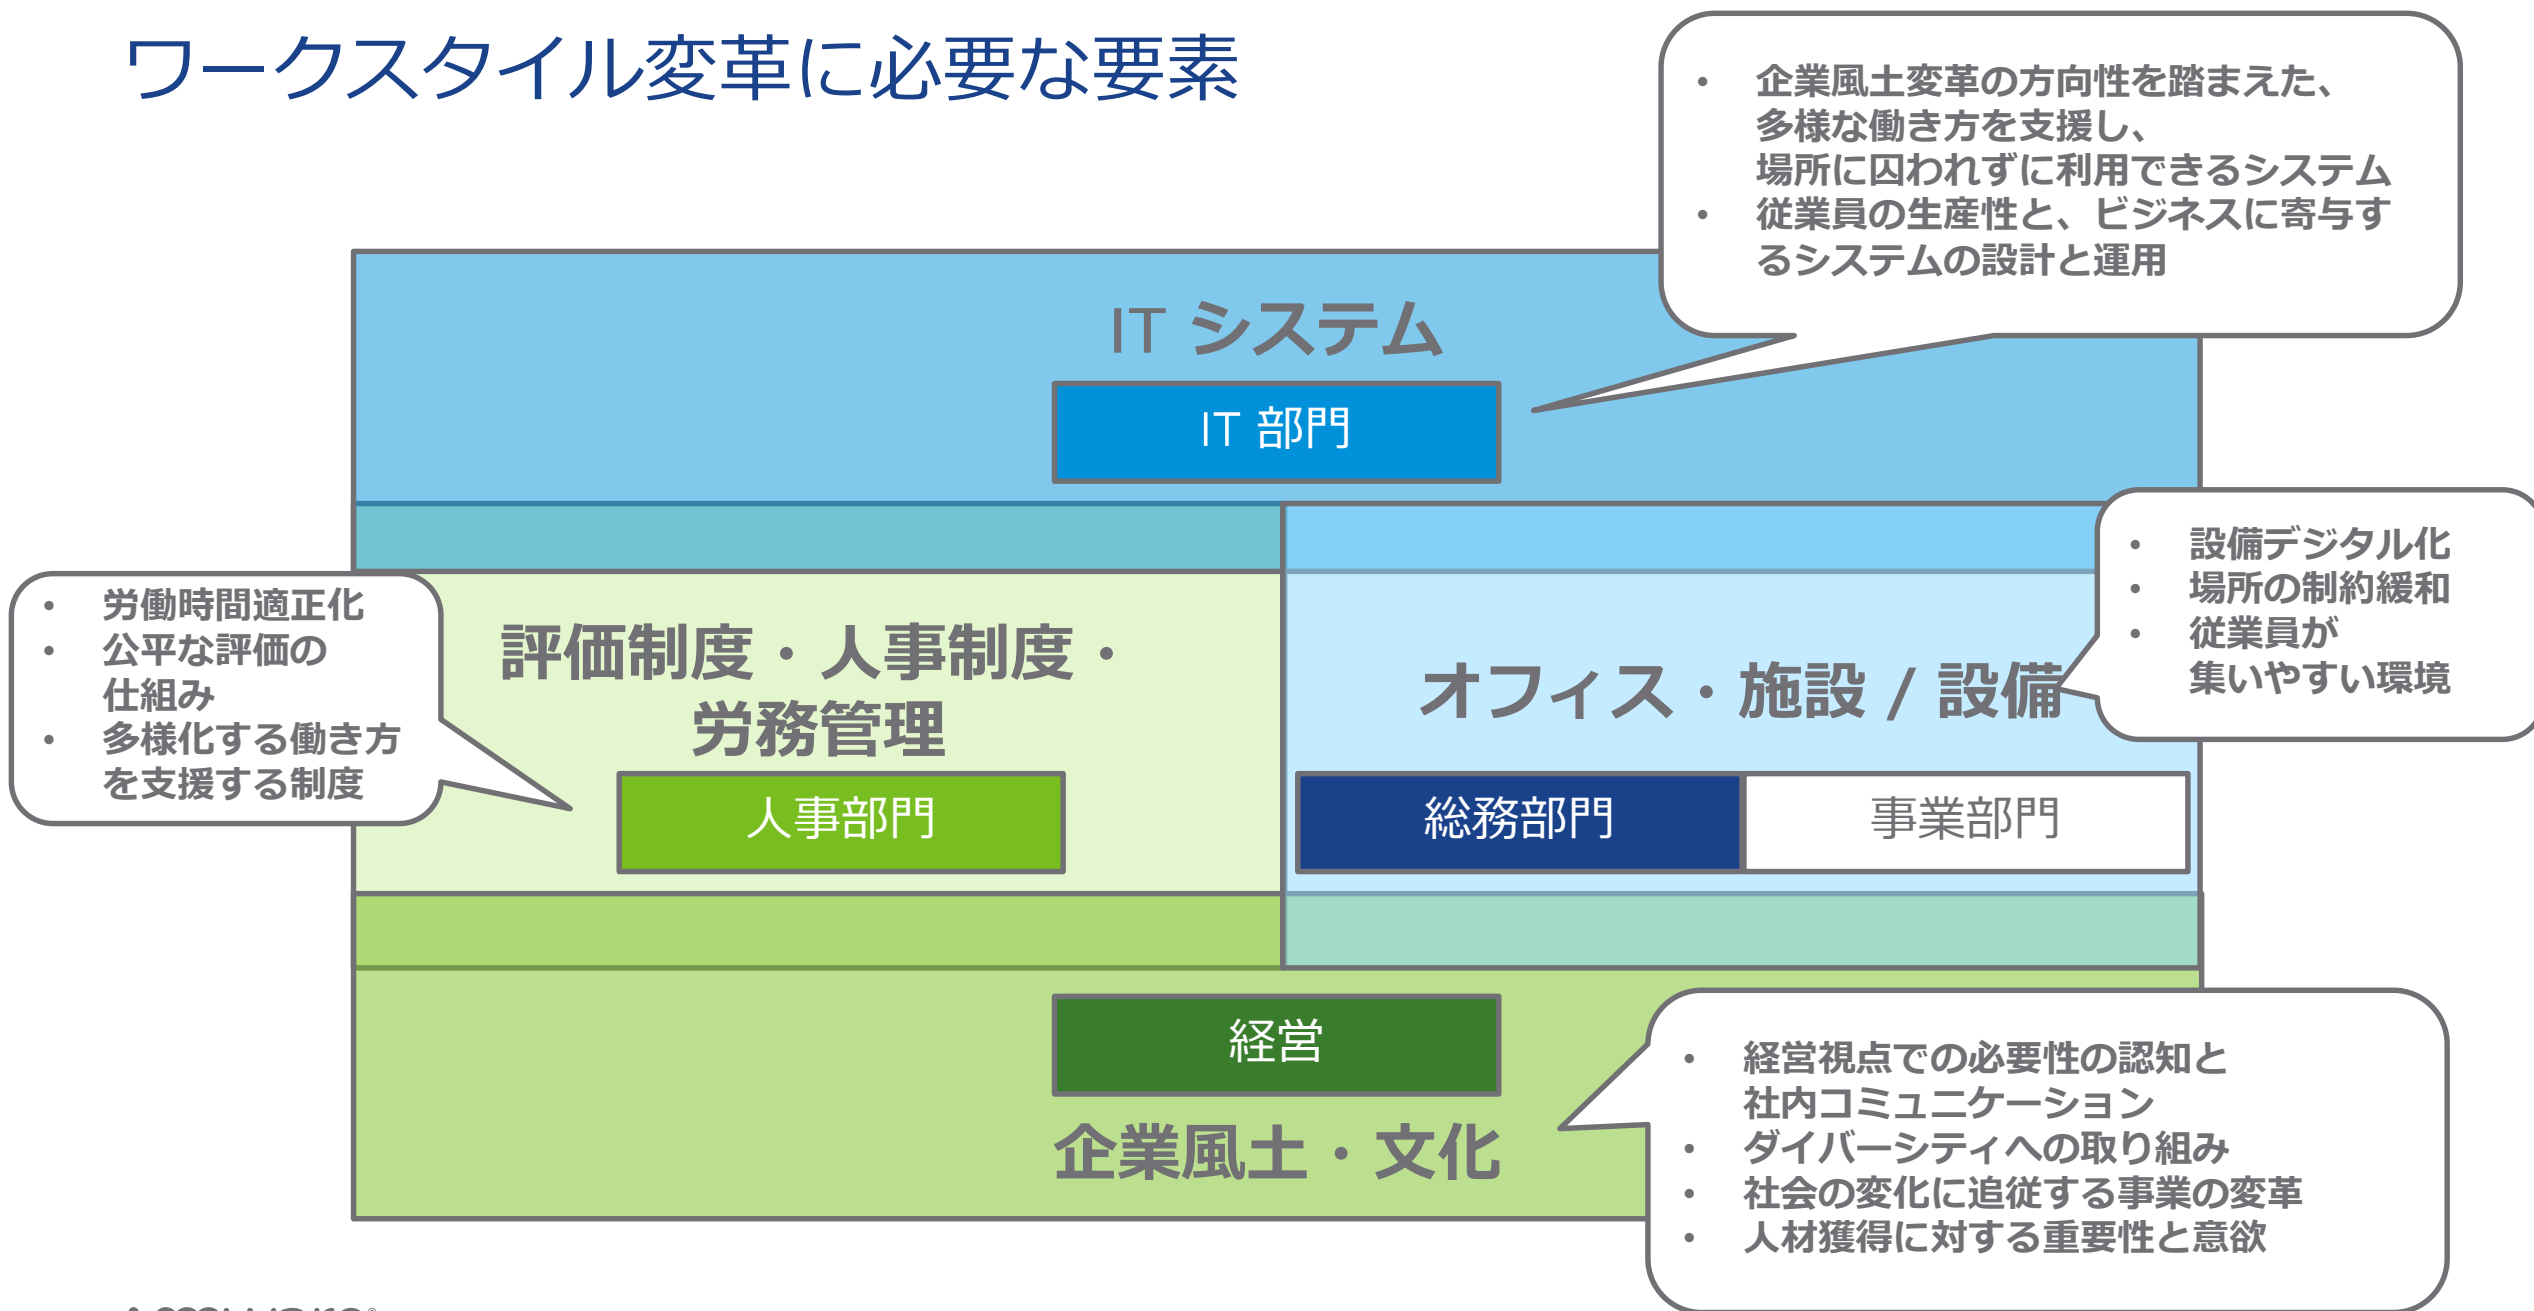 ワークスタイル変革に必要な要素
• 企業風土変革の方向性を踏まえた、
多様な働き方を支援し、
場所に囚われずに利用できるシステム
• 従業員の生産性と、ビジネスに寄与す
るシステムの設計と運用
IT システム
IT 部門
• 労働時間適正化
• 公平な評価の
仕組み
• 多様化する働き方
を支援する制度
評価制度・人事制度・
労務管理
人事部門
• 設備デジタル化
• 場所の制約緩和
• 従業員が
集いやすい環境
オフィス・施設 / 設備
総務部門
事業部門
経営
企業風土・文化
• 経営視点での必要性の認知と
社内コミュニケーション
• ダイバーシティへの取り組み
• 社会の変化に追従する事業の変革
• 人材獲得に対する重要性と意欲